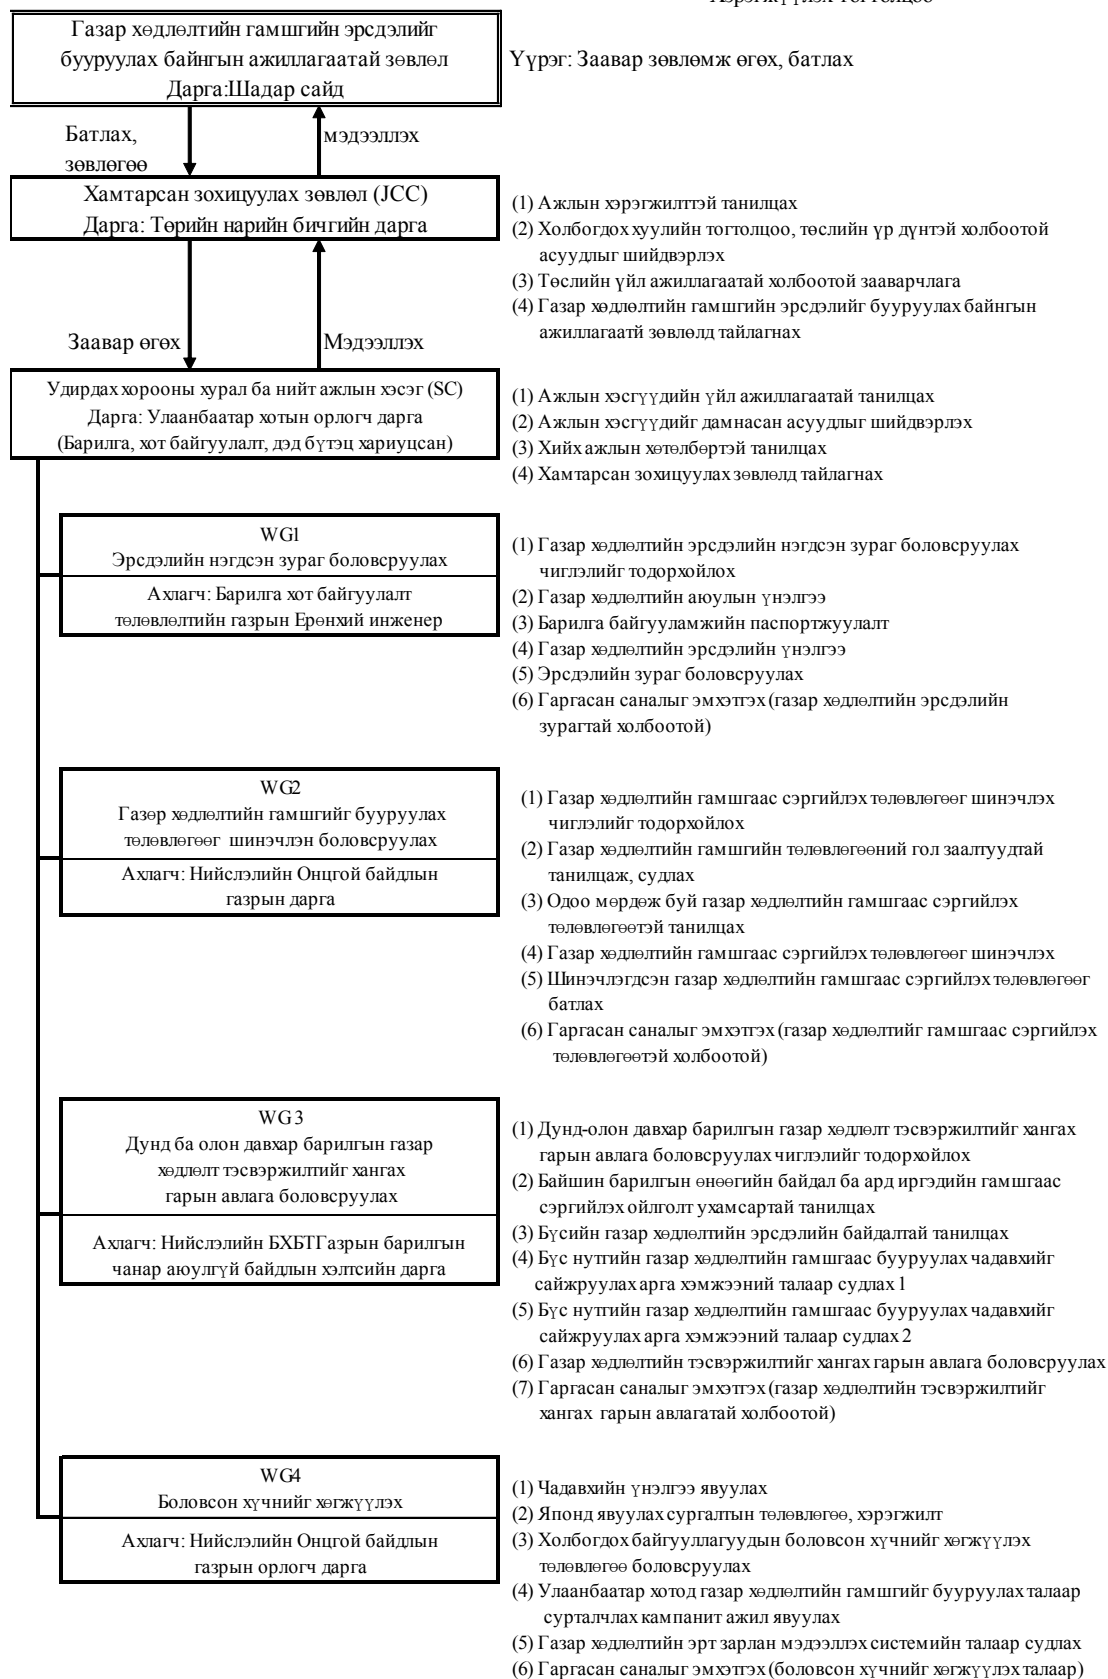 Хэрэгжүүлэх тогтолцоо
Газар хөдлөлтийн гамшгийн эрсдэлийг
бууруулах байнгын ажиллагаатай зөвлөл
Дарга:Шадар сайд
Үүрэг: Заавар зөвлөмж өгөх, батлах
Батлах,
зөвлөгөө
мэдээллэх
Хамтарсан зохицуулах зөвлөл (JCC)
Дарга: Төрийн нарийн бичгийн дарга
(1) Ажлын хэрэгжилттэй танилцах
(2) Холбогдох хуулийн тогтолцоо, төслийн үр дүнтэй холбоотой
асуудлыг шийдвэрлэх
(3) Төслийн үйл ажиллагаатай холбоотой зааварчлага
(4) Газар хөдлөлтийн гамшгийн эрсдэлийг бууруулах байнгын
ажиллагаатй зөвлөлд тайлагнах
Заавар өгөх
Мэдээллэх
Удирдах хорооны хурал ба нийт ажлын хэсэг (SC)
Дарга: Улаанбаатар хотын орлогч дарга
(Барилга, хот байгуулалт, дэд бүтэц хариуцсан)
(1) Ажлын хэсгүүдийн үйл ажиллагаатай танилцах
(2) Ажлын хэсгүүдийг дамнасан асуудлыг шийдвэрлэх
(3) Хийх ажлын хөтөлбөртэй танилцах
(4) Хамтарсан зохицуулах зөвлөлд тайлагнах
WG1
Эрсдэлийн нэгдсэн зураг боловсруулах
Ахлагч: Барилга хот байгуулалт
төлөвлөлтийн газрын Ерөнхий инженер
(1) Газар хөдлөлтийн эрсдэлийн нэгдсэн зураг боловсруулах
чиглэлийг тодорхойлох
(2) Газар хөдлөлтийн аюулын үнэлгээ
(3) Барилга байгууламжийн паспортжуулалт
(4) Газар хөдлөлтийн эрсдэлийн үнэлгээ
(5) Эрсдэлийн зураг боловсруулах
(6) Гаргасан саналыг эмхэтгэх (газар хөдлөлтийн эрсдэлийн
зурагтай холбоотой)
WG2
Газөр хөдлөлтийн гамшгийг бууруулах
төлөвлөгөөг шинэчлэн боловсруулах
Ахлагч: Нийслэлийн Онцгой байдлын
газрын дарга
(1) Газар хөдлөлтийн гамшгаас сэргийлэх төлөвлөгөөг шинэчлэх
чиглэлийг тодорхойлох
(2) Газар хөдлөлтийн гамшгийн төлөвлөгөөний гол заалтуудтай
танилцаж, судлах
(3) Одоо мөрдөж буй газар хөдлөлтийн гамшгаас сэргийлэх
төлөвлөгөөтэй танилцах
(4) Газар хөдлөлтийн гамшгаас сэргийлэх төлөвлөгөөг шинэчлэх
(5) Шинэчлэгдсэн газар хөдлөлтийн гамшгаас сэргийлэх төлөвлөгөөг
батлах
(6) Гаргасан саналыг эмхэтгэх (газар хөдлөлтийг гамшгаас сэргийлэх
төлөвлөгөөтэй холбоотой)
WG3
Дунд ба олон давхар барилгын газар
хөдлөлт тэсвэржилтийг хангах
гарын авлага боловсруулах
Ахлагч: Нийслэлийн БХБТГазрын барилгын
чанар аюулгүй байдлын хэлтсийн дарга
(1) Дунд-олон давхар барилгын газар хөдлөлт тэсвэржилтийг хангах
гарын авлага боловсруулах чиглэлийг тодорхойлох
(2) Байшин барилгын өнөөгийн байдал ба ард иргэдийн гамшгаас
сэргийлэх ойлголт ухамсартай танилцах
(3) Бүсийн газар хөдлөлтийн эрсдэлийн байдалтай танилцах
(4) Бүс нутгийн газар хөдлөлтийн гамшгаас бууруулах чадавхийг
сайжруулах арга хэмжээний талаар судлах 1
(5) Бүс нутгийн газар хөдлөлтийн гамшгаас бууруулах чадавхийг
сайжруулах арга хэмжээний талаар судлах 2
(6) Газар хөдлөлтийн тэсвэржилтийг хангах гарын авлага боловсруулах
(7) Гаргасан саналыг эмхэтгэх (газар хөдлөлтийн тэсвэржилтийг
хангах гарын авлагатай холбоотой)
WG4
Боловсон хүчнийг хөгжүүлэх
Ахлагч: Нийслэлийн Онцгой байдлын
газрын орлогч дарга
(1) Чадавхийн үнэлгээ явуулах
(2) Японд явуулах сургалтын төлөвлөгөө, хэрэгжилт
(3) Холбогдох байгууллагуудын боловсон хүчнийг хөгжүүлэх
төлөвлөгөө боловсруулах
(4) Улаанбаатар хотод газар хөдлөлтийн гамшгийг бууруулах талаар
сурталчлах кампанит ажил явуулах
(5) Газар хөдлөлтийн эрт зарлан мэдээллэх системийн талаар судлах
(6) Гаргасан саналыг эмхэтгэх (боловсон хүчнийг хөгжүүлэх талаар)